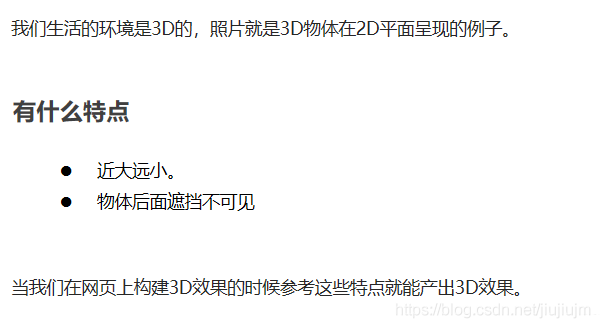 我们生活的环境是3D的，照片就是3D物体在2D平面呈现的例子。
有什么特点
● 近大远小。
● 物体后面遮挡不可见
当我们在网页上构建3D效果的时候参考这些特点就能产出3D效果。
https://blog.csdn.net/jiujiujm